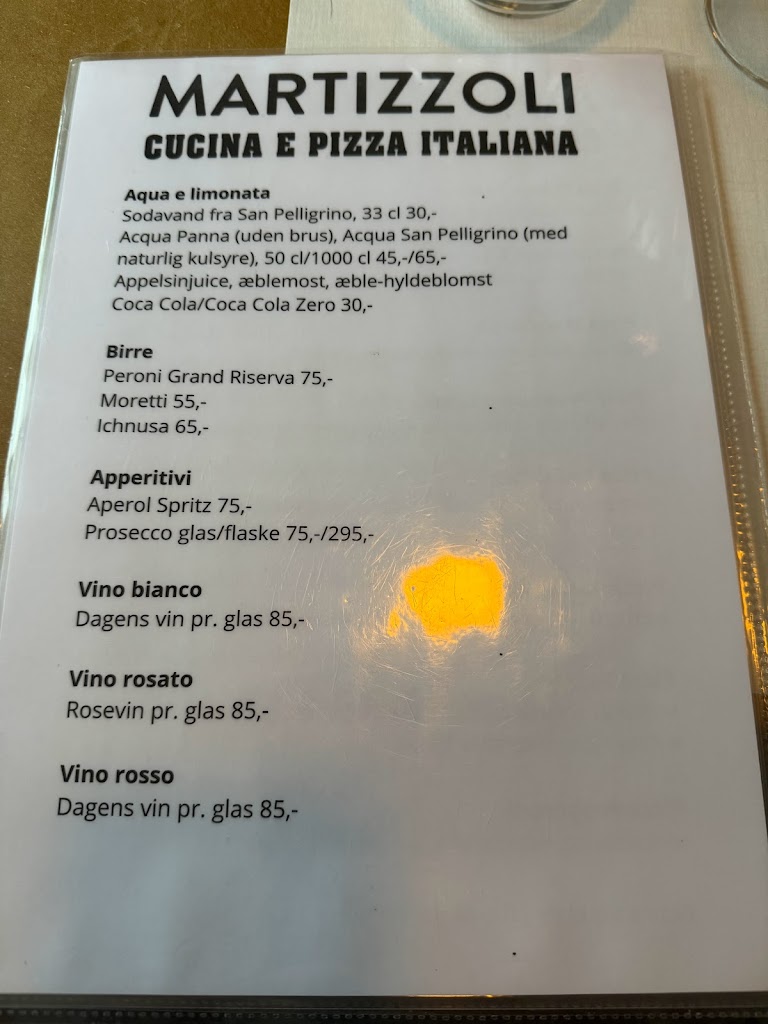 MARTIZZOLI
CUCINA E PIZZA ITALIANA
Aqua e limonata
Sodavand fra San Pelligrino, 33 cl 30,-
Acqua Panna (uden brus), Acqua San Pelligrino (med
naturlig kulsyre), 50 cl/1000 cl 45,-/65,-
Appelsinjuice, æblemost, æble-hyldeblomst
Coca Cola/Coca Cola Zero 30,-
Birre
Peroni Grand Riserva 75,-
Moretti 55,-
Ichnusa 65,-
Apperitivi
Aperol Spritz 75,-
Prosecco glas/flaske 75,-/295,-
Vino bianco
Dagens vin pr. glas 85,-
Vino rosato
Rosevin pr. glas 85,-
Vino rosso
Dagens vin pr. glas 85,-